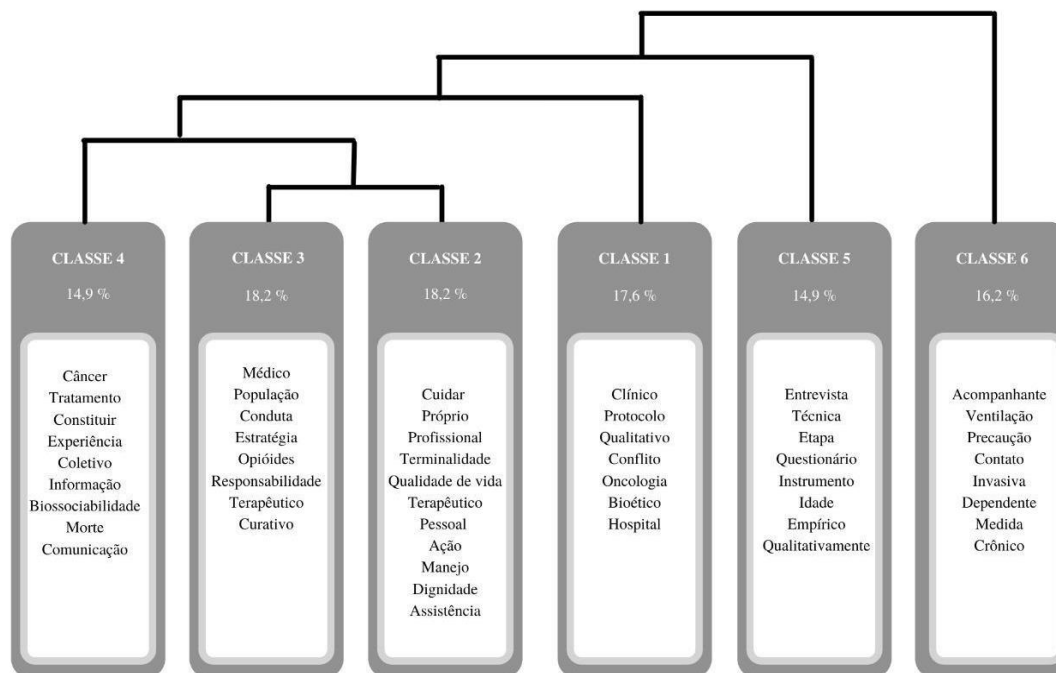 CLASSE 4
14,9 %
Câncer
Tratamento
Constituir
Experiência
Coletivo
Informação
Biossociabilidade
Morte
Comunicação
CLASSE 3
18,2 %
Médico
População
Conduta
Estratégia
Opióides
Responsabilidade
Terapêutico
Curativo
CLASSE 2
18,2 %
Cuidar
Próprio
Profissional
Terminalidade
Qualidade de vida
Terapêutico
Pessoal
Ação
Manejo
Dignidade
Assistência
CLASSE 1
17,6 %
Clínico
Protocolo
Qualitativo
Conflito
Oncologia
Bioético
Hospital
CLASSE 5
14,9 %
Entrevista
Técnica
Etapa
Questionário
Instrumento
Idade
Empírico
Qualitativamente
CLASSE 6
16,2 %
Acompanhante
Ventilação
Precaução
Contato
Invasiva
Dependente
Medida
Crônico